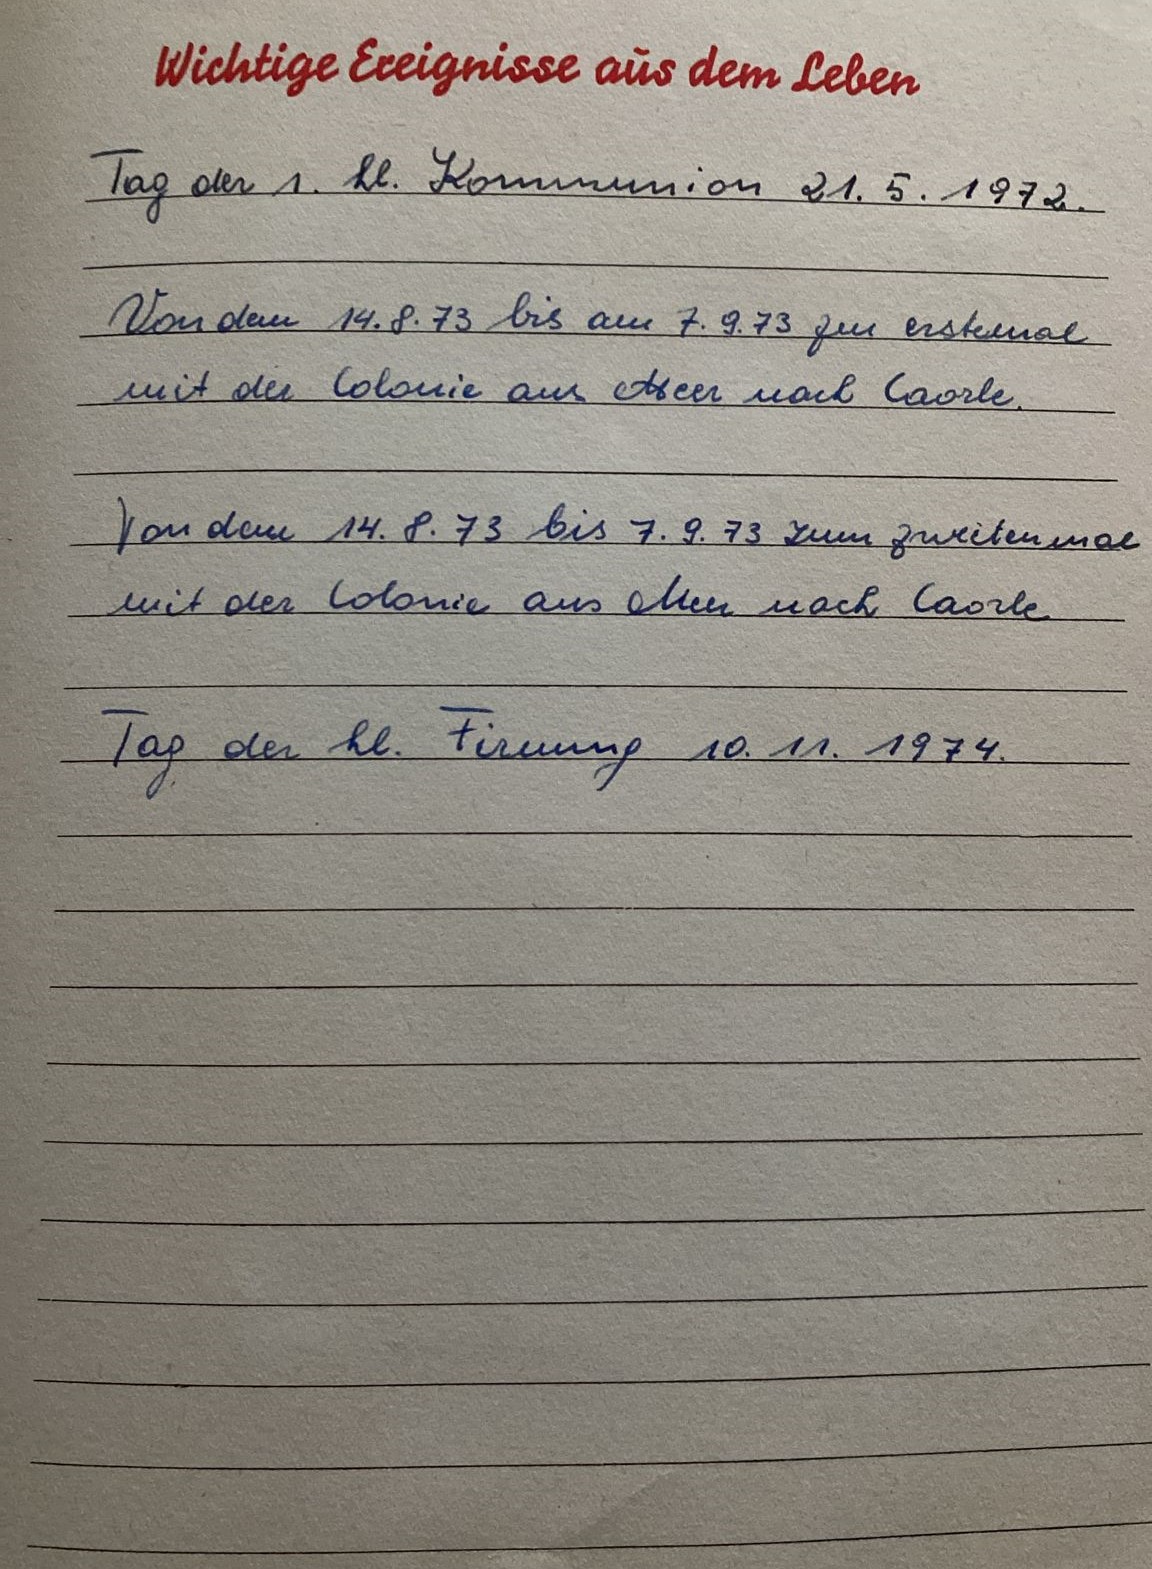 Wichtige Ereignisse aus dem Leben
Tag der 1. hl. Kommunion 21. 5. 1972.
Von dem 14. 8. 73 bis am 7. 9. 73 zum erstemal
mit der Colonie ans Meer nach Caorle.
Von dem 14. 8. 73 bis 7. 9. 73 zum zweitenmal
mit der Colonie ans Meer nach Caorle
Tag der hl. Firmung 10. 11. 1974.